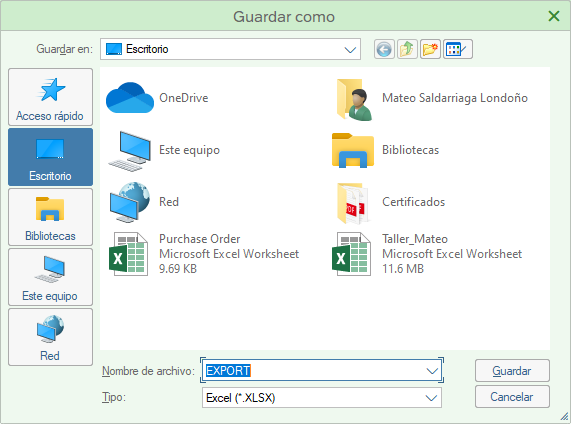 Guardar como
Guardar en: Escritorio
Acceso rápido
Escritorio
Bibliotecas
Este equipo
Red
OneDrive
Mateo Saldarriaga Londoño
Este equipo
Bibliotecas
Red
Certificados
PDF
Purchase Order
Microsoft Excel Worksheet
9.69 KB
Taller_Mateo
Microsoft Excel Worksheet
11.6 MB
Nombre de archivo: EXPORT
Guardar
Tipo: Excel (*.XLSX)
Cancelar